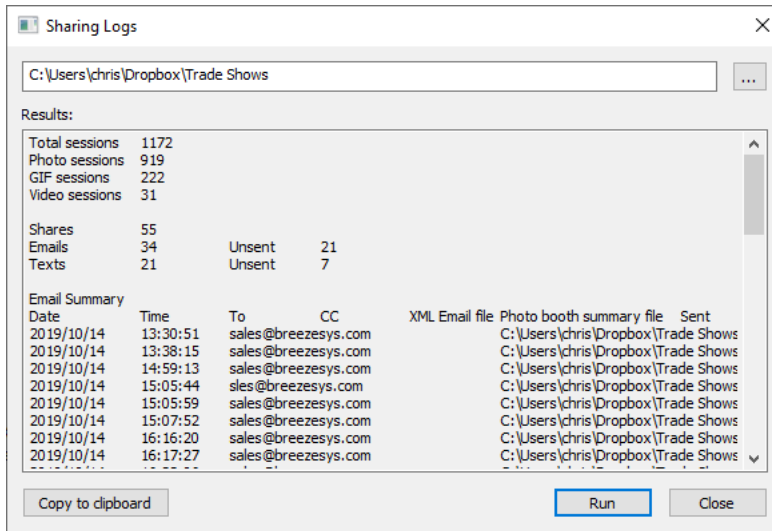 Sharing Logs
C:\Users\chris\Dropbox\Trade Shows
...
Results:
Total sessions 1172
Photo sessions 919
GIF sessions 222
Video sessions 31
Shares 55
Emails 34 Unsent 21
Texts 21 Unsent 7
Email Summary
Date Time To CC XML Email file Photo booth summary file Sent
2019/10/14 13:30:51 sales@breezesys.com C:\Users\chris\Dropbox\Trade Shows
2019/10/14 13:38:15 sales@breezesys.com C:\Users\chris\Dropbox\Trade Shows
2019/10/14 14:59:13 sales@breezesys.com C:\Users\chris\Dropbox\Trade Shows
2019/10/14 15:05:44 sles@breezesys.com C:\Users\chris\Dropbox\Trade Shows
2019/10/14 15:05:59 sales@breezesys.com C:\Users\chris\Dropbox\Trade Shows
2019/10/14 15:07:52 sales@breezesys.com C:\Users\chris\Dropbox\Trade Shows
2019/10/14 16:16:20 sales@breezesys.com C:\Users\chris\Dropbox\Trade Shows
2019/10/14 16:17:27 sales@breezesys.com C:\Users\chris\Dropbox\Trade Shows
Copy to clipboard Run Close